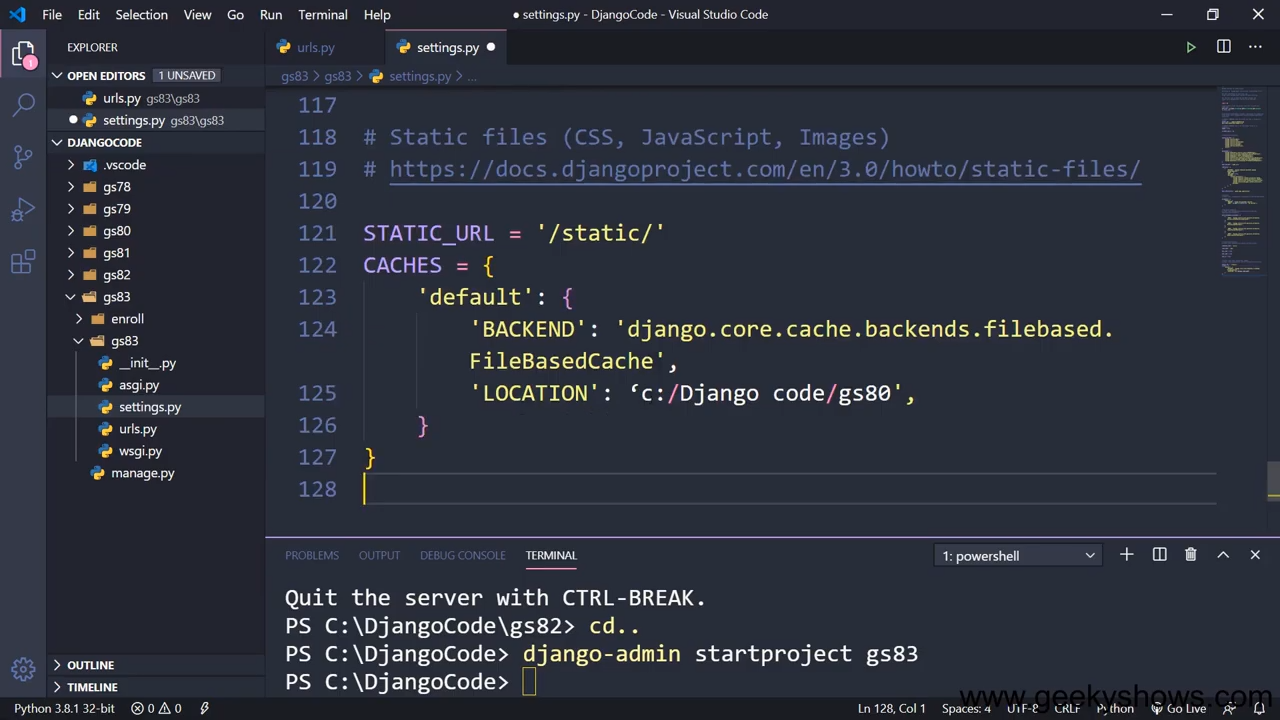 File Edit Selection View Go Run Terminal Help
● settings.py - DjangoCode - Visual Studio Code
EXPLORER
OPEN EDITORS 1 UNSAVED
urls.py gs83\gs83
settings.py gs83\gs83
DJANGOCODE
.vscode
gs78
gs79
gs80
gs81
gs82
gs83
enroll
gs83
__init__.py
asgi.py
settings.py
urls.py
wsgi.py
manage.py
OUTLINE
TIMELINE
1
urls.py settings.py
gs83 > gs83 > settings.py > ...
117
118 # Static files (CSS, JavaScript, Images)
119 # https://docs.djangoproject.com/en/3.0/howto/static-files/
120
121 STATIC_URL = '/static/'
122 CACHES = {
123 'default': {
124 'BACKEND': 'django.core.cache.backends.filebased.
FileBasedCache',
125 'LOCATION': ‘c:/Django code/gs80',
126 }
127 }
128
PROBLEMS OUTPUT DEBUG CONSOLE TERMINAL 1: powershell
Quit the server with CTRL-BREAK.
PS C:\DjangoCode\gs82> cd..
PS C:\DjangoCode> django-admin startproject gs83
PS C:\DjangoCode>
www.geekyshows.com
Python 3.8.1 32-bit 0 0 Ln 128, Col 1 Spaces: 4 UTF-8 CRLF Python Go Live